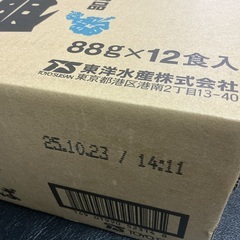 88g×12食入
東洋水産株式会社
TOYO SUISAN
東京都港区港南2丁目13-40
25.10.23 / 14:11